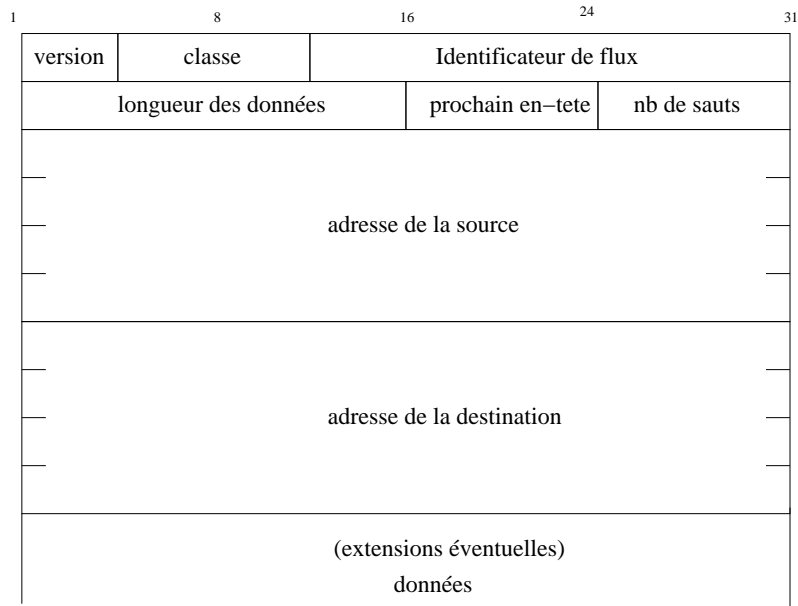 1 8 16 24 31
version classe Identificateur de flux
longueur des données prochain en−tete nb de sauts
adresse de la source
adresse de la destination
(extensions éventuelles)
données